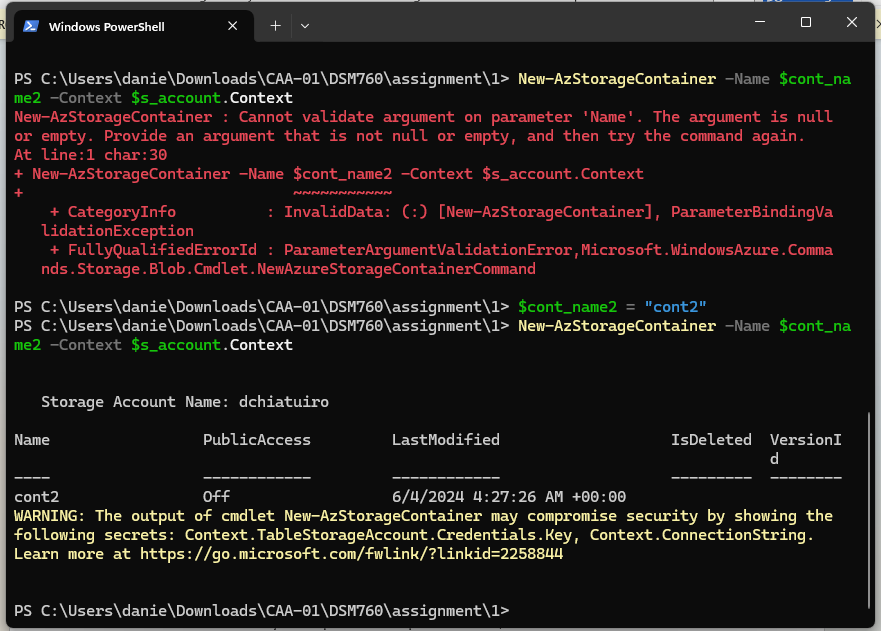 Windows PowerShell
PS C:\Users\danie\Downloads\CAA-01\DSM760\assignment\1> New-AzStorageContainer -Name $cont_na
me2 -Context $s_account.Context
New-AzStorageContainer : Cannot validate argument on parameter 'Name'. The argument is null
or empty. Provide an argument that is not null or empty, and then try the command again.
At line:1 char:30
+ New-AzStorageContainer -Name $cont_name2 -Context $s_account.Context
+                              ~~~~~~~~~~~
    + CategoryInfo          : InvalidData: (:) [New-AzStorageContainer], ParameterBindingVa
   lidationException
    + FullyQualifiedErrorId : ParameterArgumentValidationError,Microsoft.WindowsAzure.Comma
   nds.Storage.Blob.Cmdlet.NewAzureStorageContainerCommand
PS C:\Users\danie\Downloads\CAA-01\DSM760\assignment\1> $cont_name2 = "cont2"
PS C:\Users\danie\Downloads\CAA-01\DSM760\assignment\1> New-AzStorageContainer -Name $cont_na
me2 -Context $s_account.Context
   Storage Account Name: dchiatuiro
Name                 PublicAccess         LastModified                   IsDeleted  VersionI
                                                                                    d
----                 ------------         ------------                   ---------  --------
cont2                Off                  6/4/2024 4:27:26 AM +00:00
WARNING: The output of cmdlet New-AzStorageContainer may compromise security by showing the
following secrets: Context.TableStorageAccount.Credentials.Key, Context.ConnectionString.
Learn more at https://go.microsoft.com/fwlink/?linkid=2258844
PS C:\Users\danie\Downloads\CAA-01\DSM760\assignment\1>